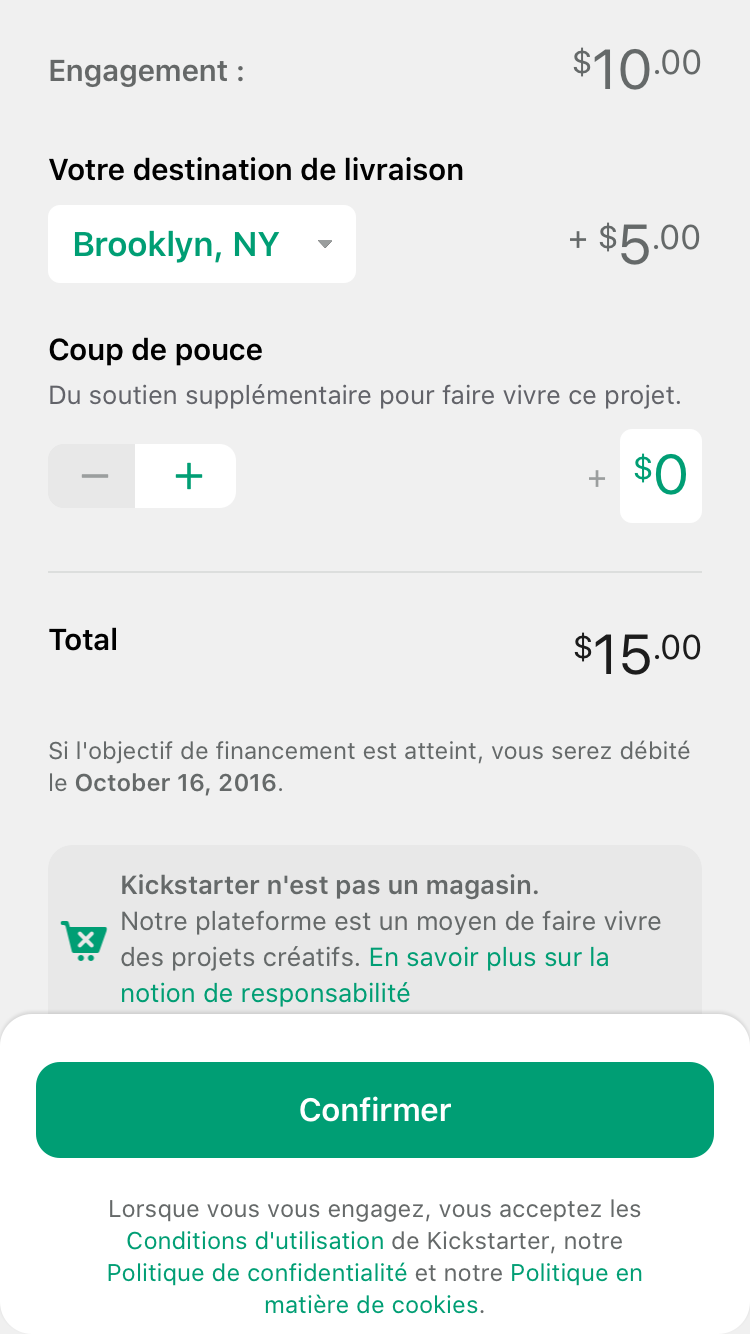 Engagement : $10.00
Votre destination de livraison
Brooklyn, NY + $5.00
Coup de pouce
Du soutien supplémentaire pour faire vivre ce projet.
− + + $0
Total $15.00
Si l'objectif de financement est atteint, vous serez débité
le October 16, 2016.
Kickstarter n'est pas un magasin.
Notre plateforme est un moyen de faire vivre
des projets créatifs. En savoir plus sur la
notion de responsabilité
Confirmer
Lorsque vous vous engagez, vous acceptez les
Conditions d'utilisation de Kickstarter, notre
Politique de confidentialité et notre Politique en
matière de cookies.